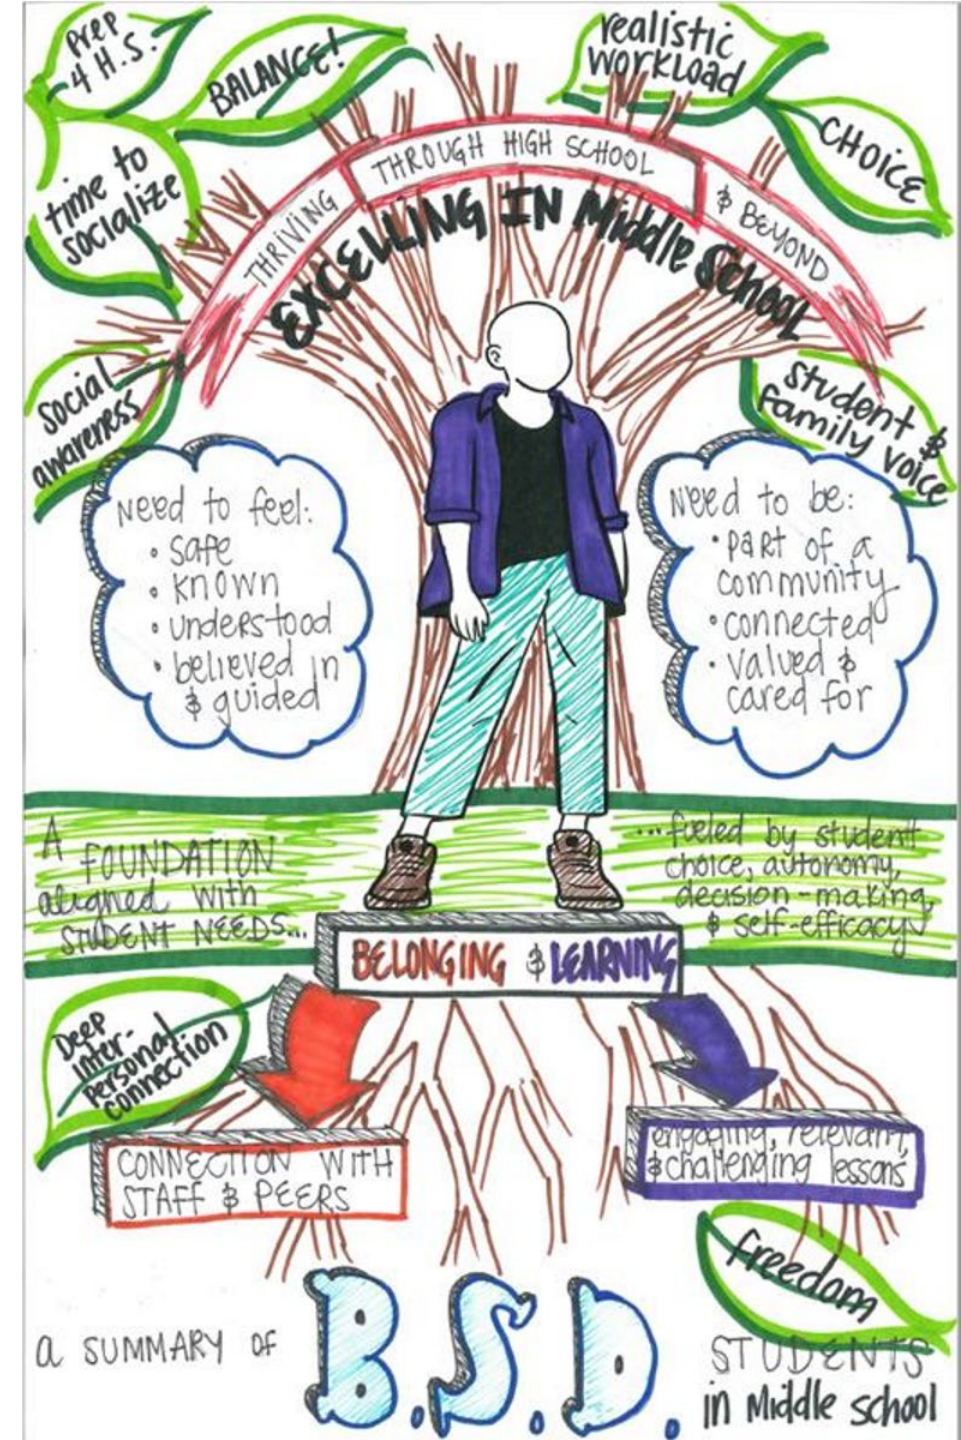 Prep
4 H.S.
BALANCE!
realistic
WORKLOAD
CHOICE
time to
socialize
THRIVING
THROUGH HIGH SCHOOL
& BEYOND
EXCELLING IN Middle School
Social
awareness
Student &
family voice
Need to feel:
• safe
• known
• understood
• believed in
& guided
Need to be:
• part of a
community
• connected
• valued &
cared for
A FOUNDATION
aligned with
STUDENT NEEDS...
...fueled by student
choice, autonomy,
decision-making,
& self-efficacy
BELONGING & LEARNING
Deep
inter-
personal
connection
CONNECTION WITH
STAFF & PEERS
engaging, relevant,
& challenging lessons
freedom
a SUMMARY OF
B.S.D.
STUDENTS
in Middle school